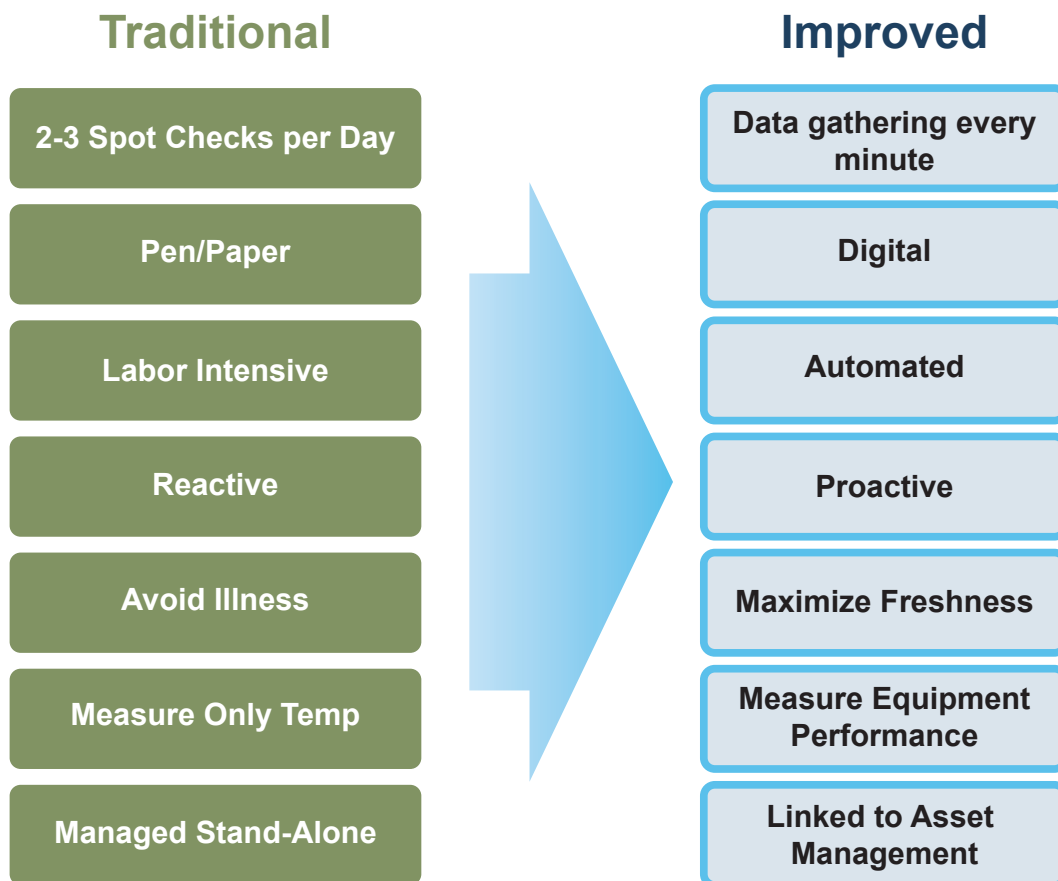 Traditional
Improved
2-3 Spot Checks per Day
Data gathering every
minute
Pen/Paper
Digital
Labor Intensive
Automated
Reactive
Proactive
Avoid Illness
Maximize Freshness
Measure Only Temp
Measure Equipment
Performance
Managed Stand-Alone
Linked to Asset
Management